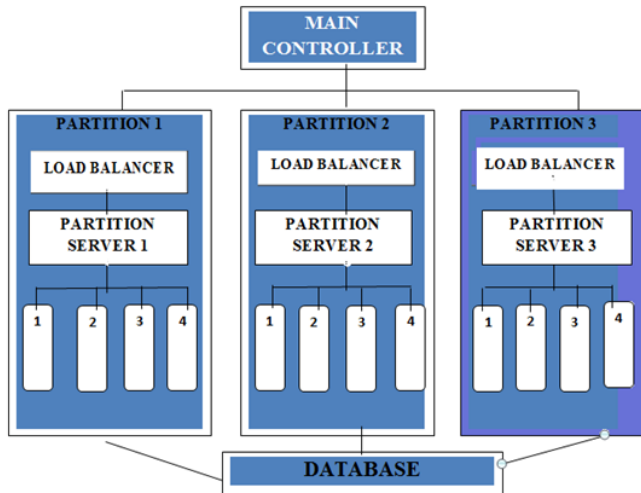 MAIN
CONTROLLER
PARTITION 1
LOAD BALANCER
PARTITION
SERVER 1
1 2 3 4
PARTITION 2
LOAD BALANCER
PARTITION
SERVER 2
1 2 3 4
PARTITION 3
LOAD BALANCER
PARTITION
SERVER 3
1 2 3 4
DATABASE